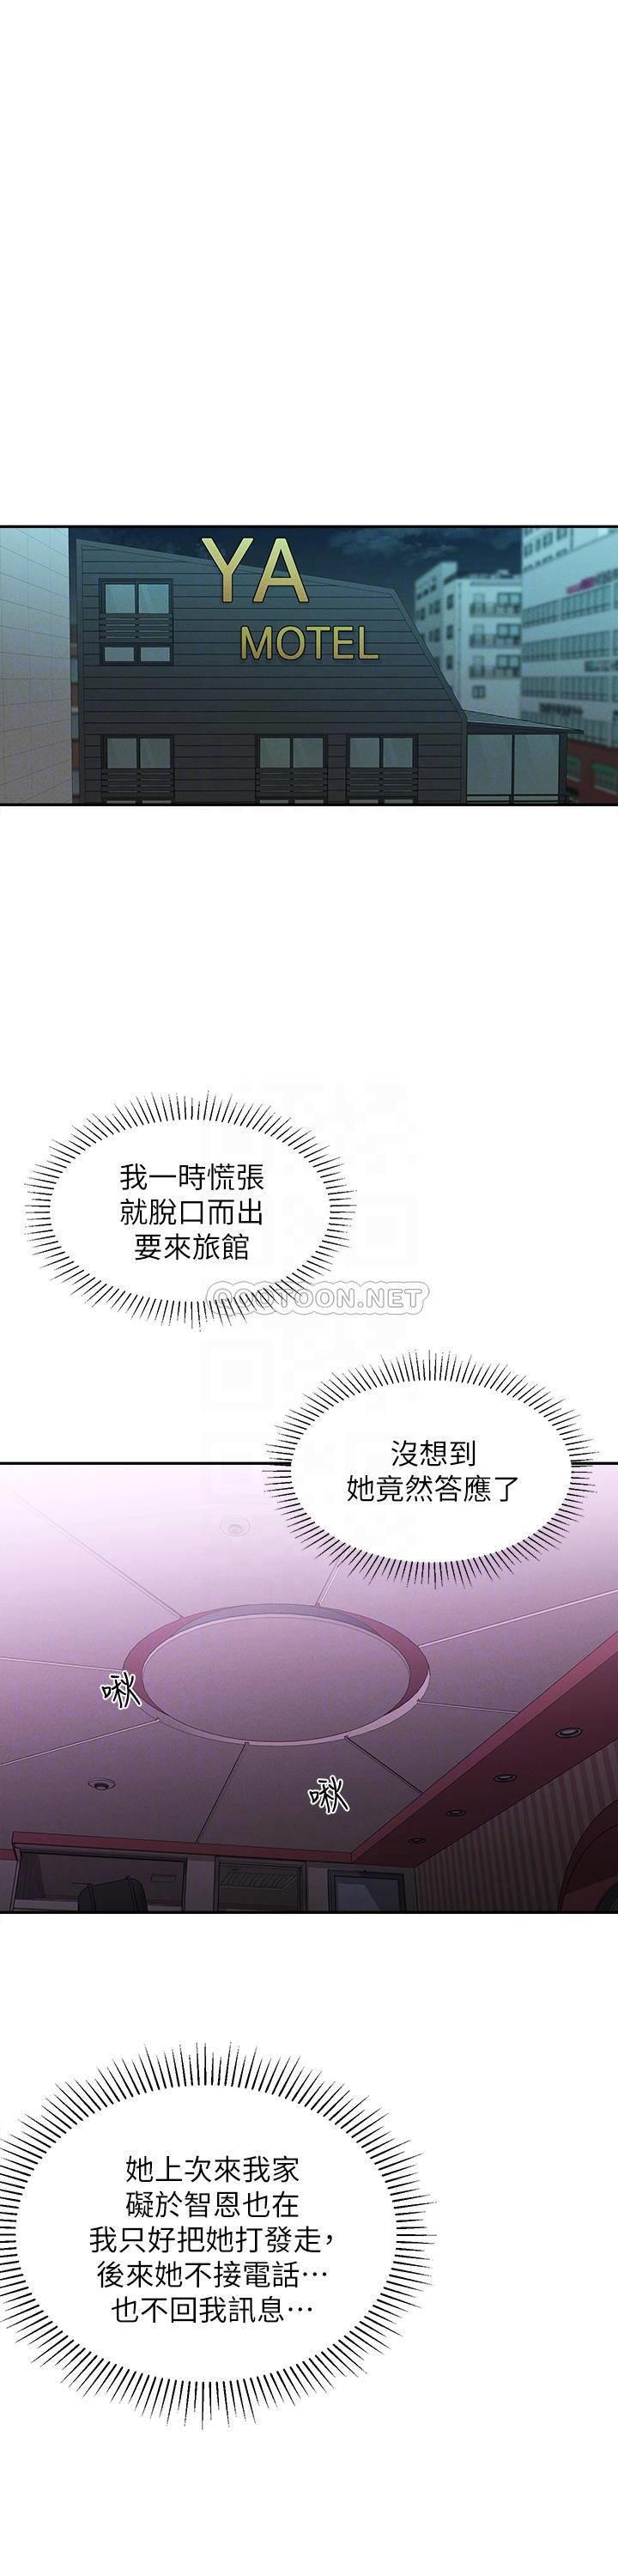 YA
MOTEL
我一時慌張
就脫口而出
要來旅館
沒想到
她竟然答應了
啾
啾
她上次來我家
礙於智恩也在
我只好把她打發走，
後來她不接電話…
也不回我訊息…